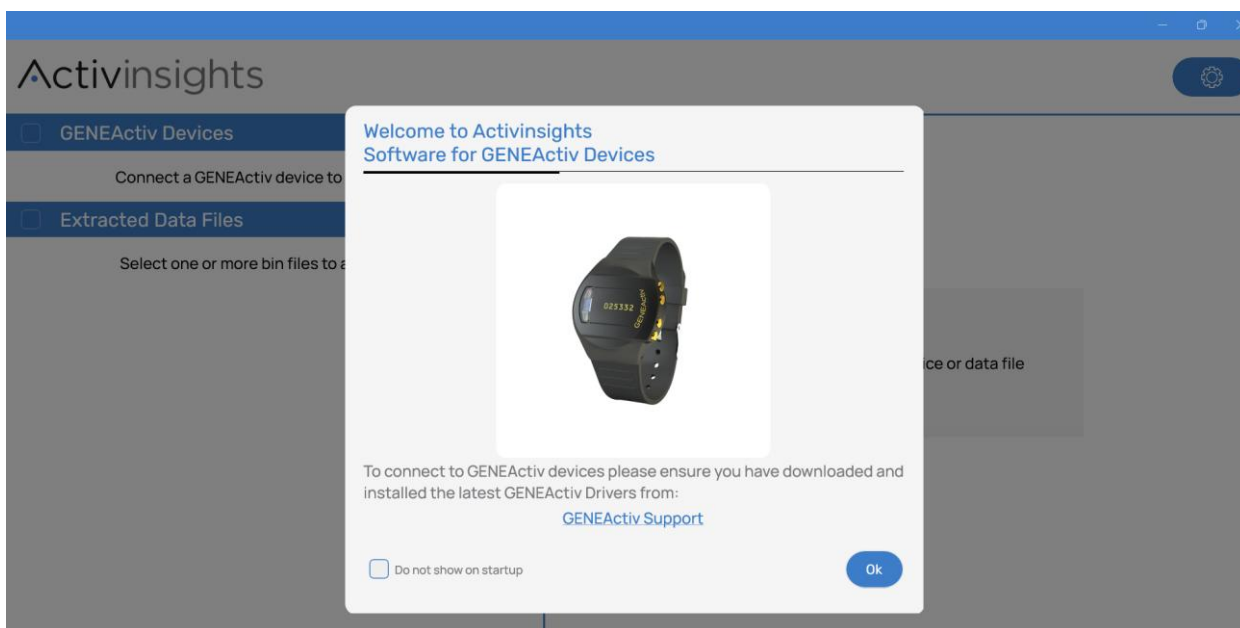 Activinsights
GENEActiv Devices
Connect a GENEActiv device to
Extracted Data Files
Select one or more bin files to a
Welcome to Activinsights
Software for GENEActiv Devices
025332
GENEActiv
To connect to GENEActiv devices please ensure you have downloaded and
installed the latest GENEActiv Drivers from:
GENEActiv Support
Do not show on startup
Ok
ice or data file